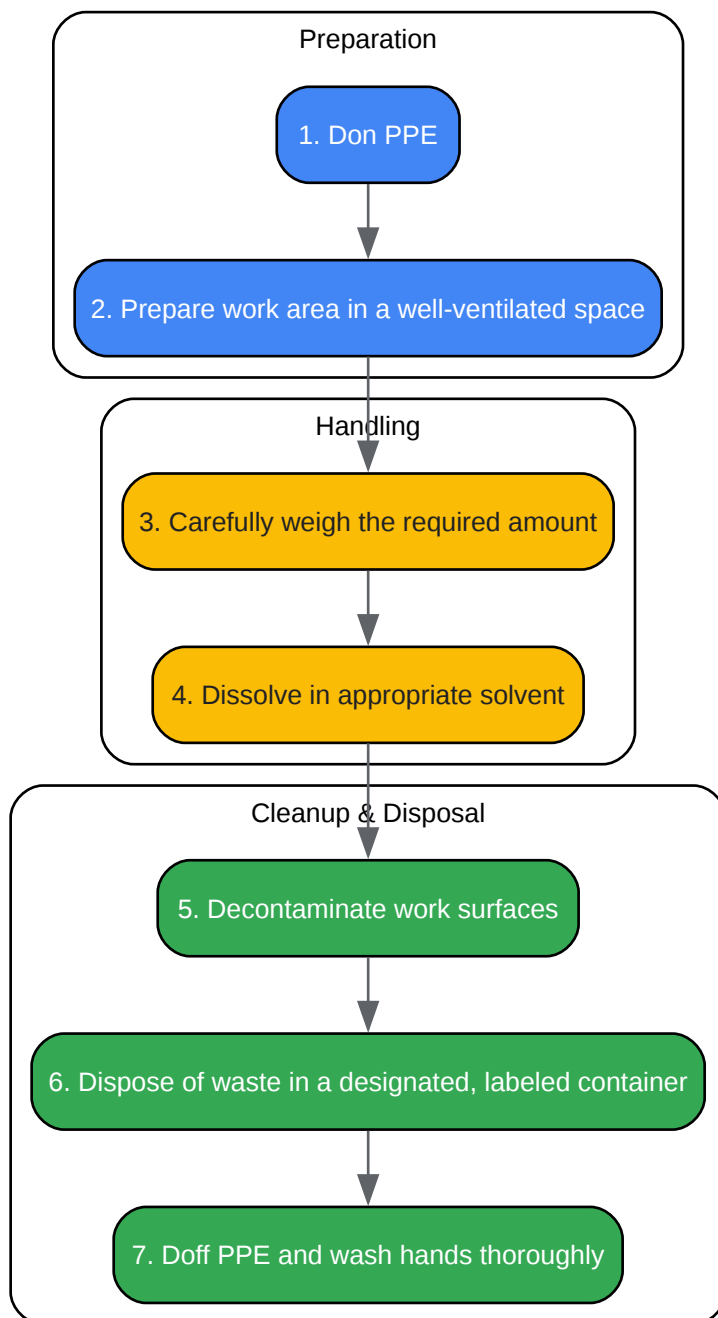 Preparation
1. Don PPE
2. Prepare work area in a well-ventilated space
Handling
3. Carefully weigh the required amount
4. Dissolve in appropriate solvent
Cleanup & Disposal
5. Decontaminate work surfaces
6. Dispose of waste in a designated, labeled container
7. Doff PPE and wash hands thoroughly